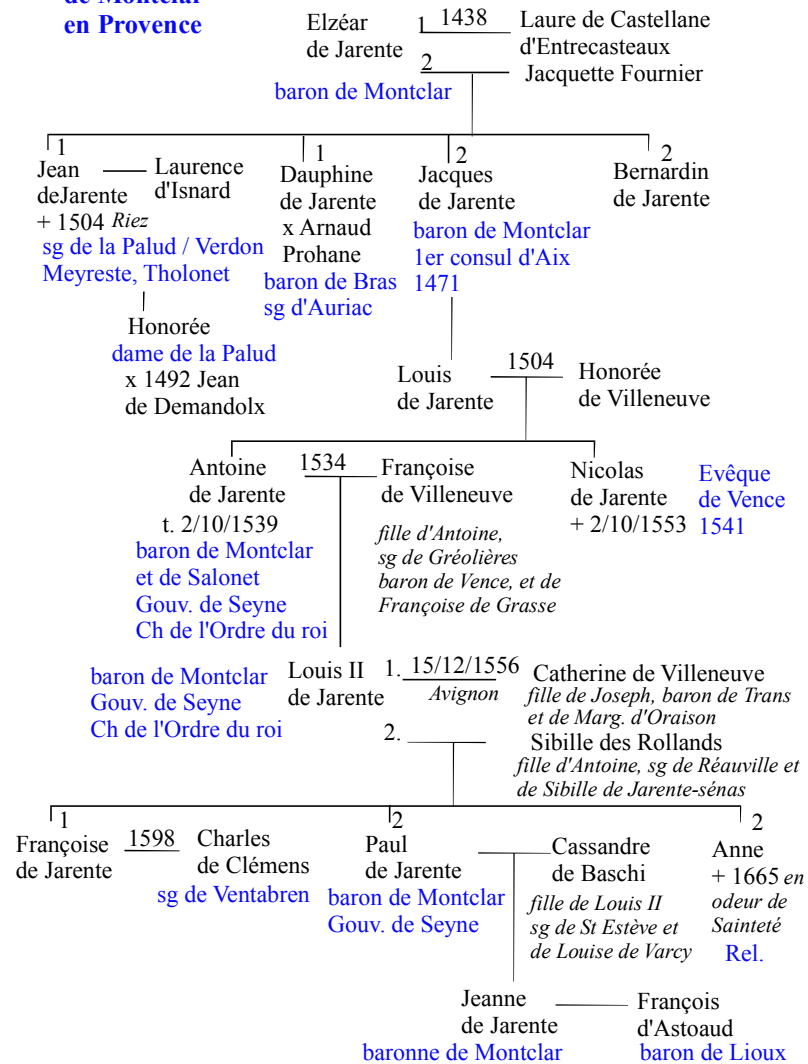 de Montclar
en Provence
Elzéar
de Jarente
baron de Montclar
1 1438
2
Laure de Castellane
d'Entrecasteaux
Jacquette Fournier
1
Jean
deJarente
+ 1504 Riez
sg de la Palud / Verdon
Meyreste, Tholonet
Laurence
d'Isnard
1
Dauphine
de Jarente
x Arnaud
Prohane
baron de Bras
sg d'Auriac
2
Jacques
de Jarente
baron de Montclar
1er consul d'Aix
1471
2
Bernardin
de Jarente
Honorée
dame de la Palud
x 1492 Jean
de Demandolx
Louis
de Jarente
1504
Honorée
de Villeneuve
Antoine
de Jarente
t. 2/10/1539
baron de Montclar
et de Salonet
Gouv. de Seyne
Ch de l'Ordre du roi
1534
Françoise
de Villeneuve
fille d'Antoine,
sg de Gréolières
baron de Vence, et de
Françoise de Grasse
Nicolas
de Jarente
+ 2/10/1553
Evêque
de Vence
1541
baron de Montclar
Gouv. de Seyne
Ch de l'Ordre du roi
Louis II
de Jarente
1. 15/12/1556
Avignon
2.
Catherine de Villeneuve
fille de Joseph, baron de Trans
et de Marg. d'Oraison
Sibille des Rollands
fille d'Antoine, sg de Réauville et
de Sibille de Jarente-sénas
1
Françoise
de Jarente
1598
Charles
de Clémens
sg de Ventabren
2
Paul
de Jarente
baron de Montclar
Gouv. de Seyne
Cassandre
de Baschi
fille de Louis II
sg de St Estève et
de Louise de Varcy
2
Anne
+ 1665 en
odeur de
Sainteté
Rel.
Jeanne
de Jarente
baronne de Montclar
François
d'Astoaud
baron de Lioux